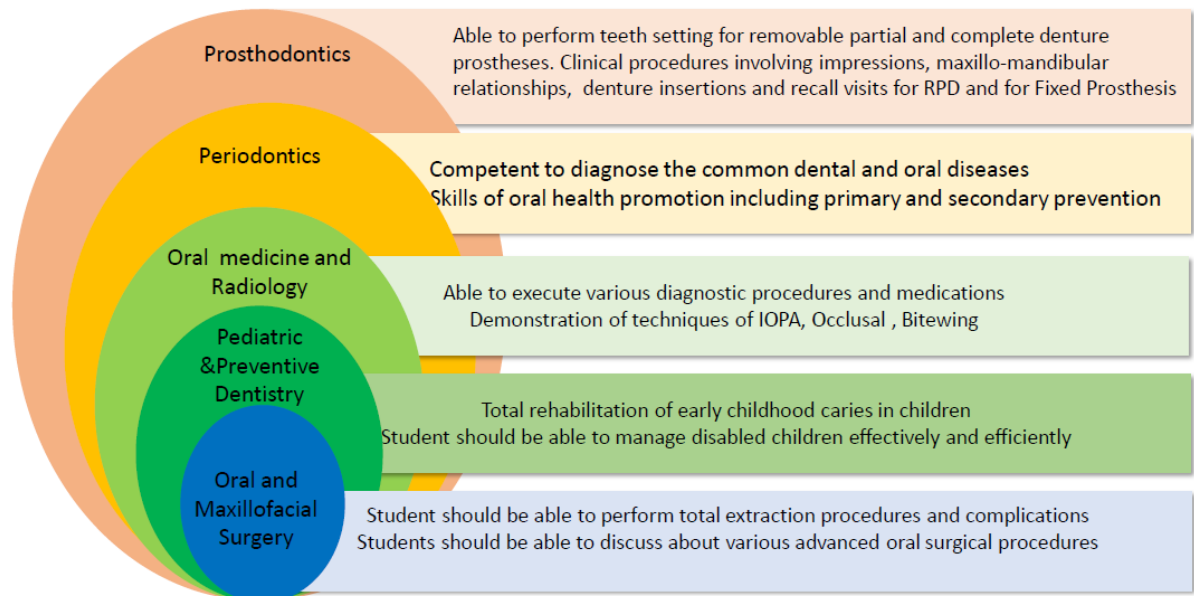 Prosthodontics
Able to perform teeth setting for removable partial and complete denture
prostheses. Clinical procedures involving impressions, maxillo-mandibular
relationships, denture insertions and recall visits for RPD and for Fixed Prosthesis
Periodontics
Competent to diagnose the common dental and oral diseases
Skills of oral health promotion including primary and secondary prevention
Oral medicine and
Radiology
Able to execute various diagnostic procedures and medications
Demonstration of techniques of IOPA, Occlusal , Bitewing
Pediatric
&Preventive
Dentistry
Total rehabilitation of early childhood caries in children
Student should be able to manage disabled children effectively and efficiently
Oral and
Maxillofacial
Surgery
Student should be able to perform total extraction procedures and complications
Students should be able to discuss about various advanced oral surgical procedures